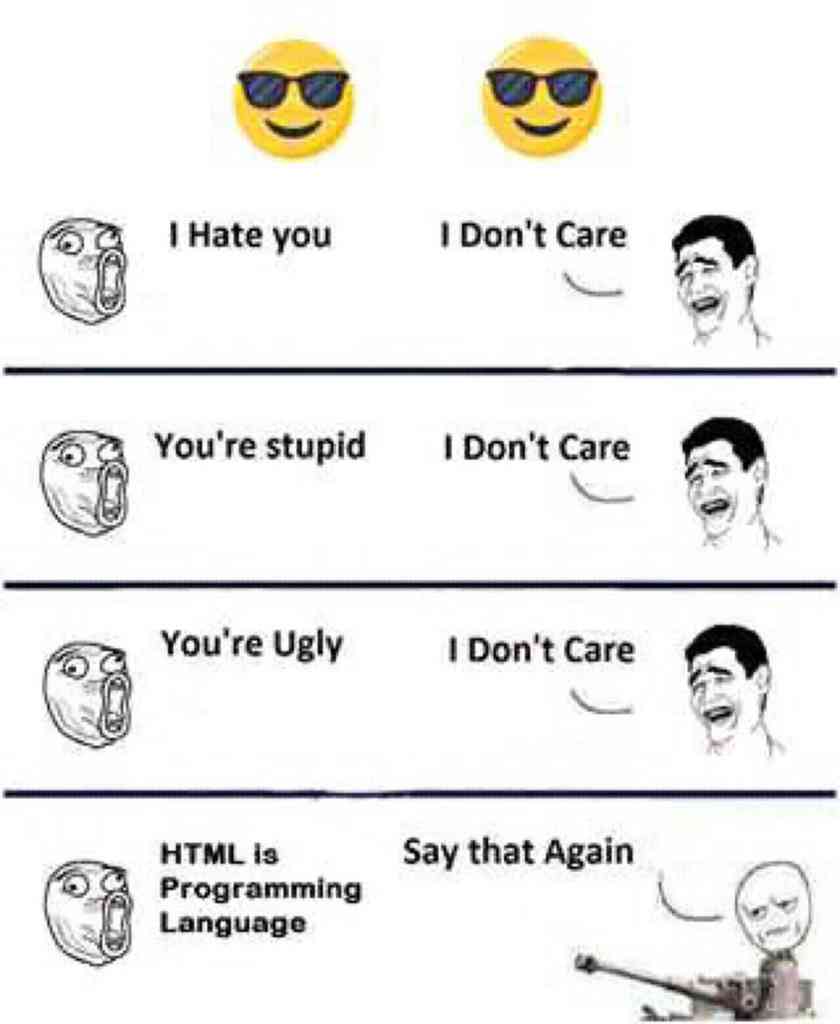 I Hate you
I Don't Care
You're stupid
I Don't Care
You're Ugly
I Don't Care
HTML is
Programming
Language
Say that Again